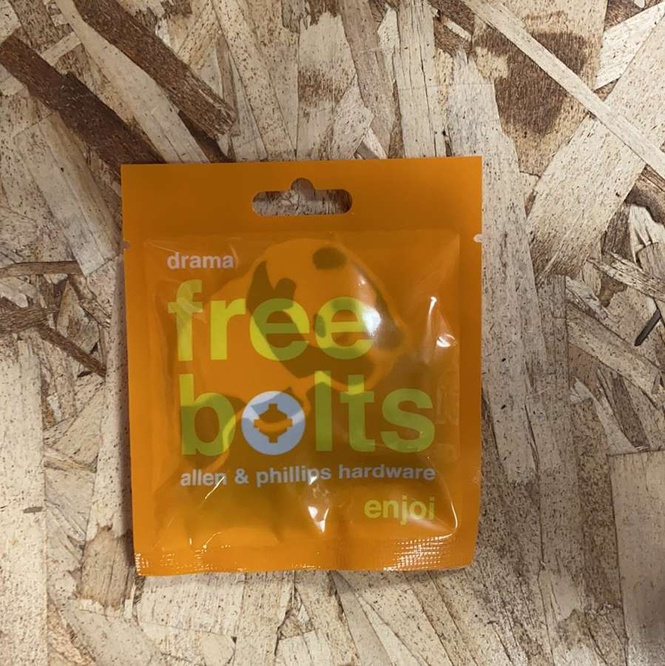 drama
free
bolts
allen & phillips hardware
enjoi